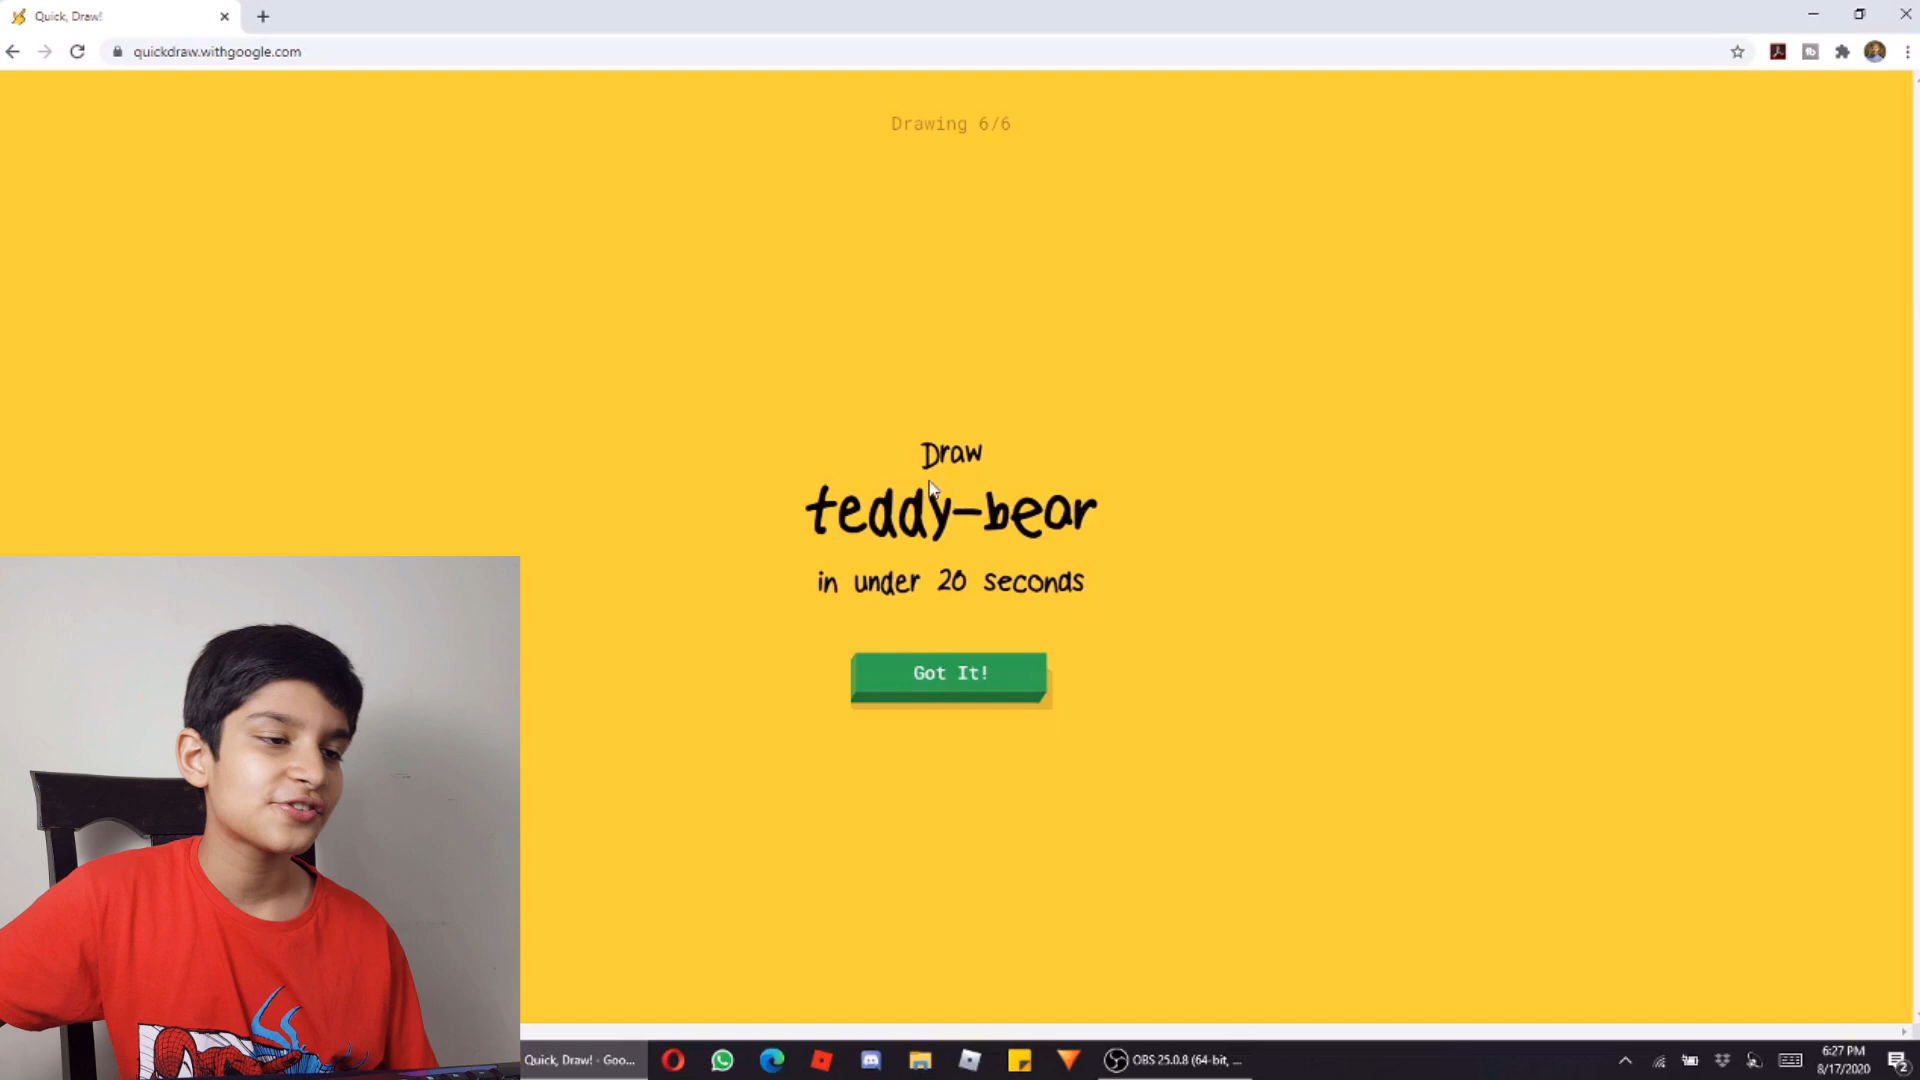 Quick, Draw!
quickdraw.withgoogle.com
Drawing 6/6
Draw
teddy-bear
in under 20 seconds
Got It!
Quick, Draw! - Goo...
OBS 25.0.8 (64-bit, ...
6:27 PM
8/17/2020
2